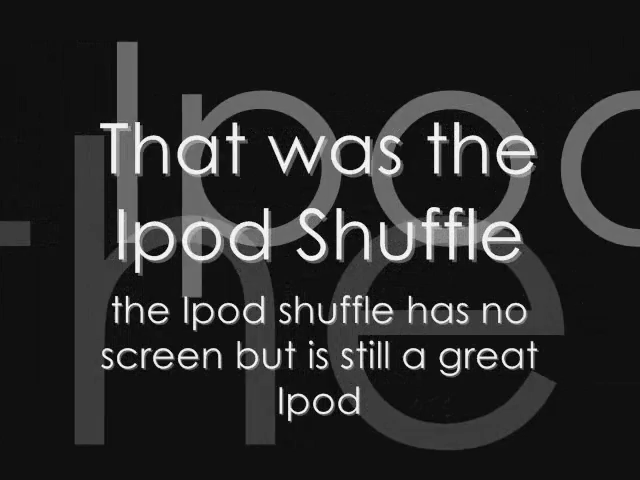 That was the
Ipod Shuffle
the Ipod shuffle has no
screen but is still a great
Ipod